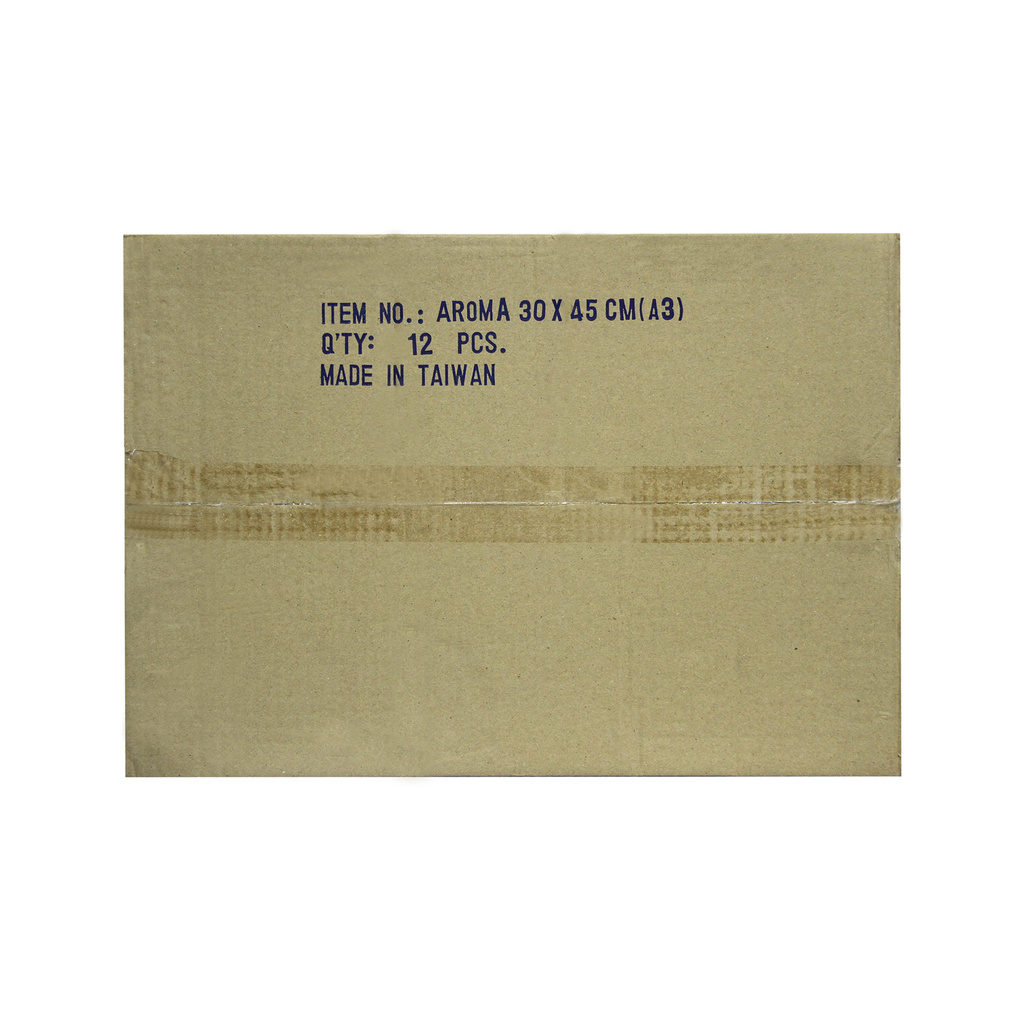 ITEM NO.: AROMA 30 X 45 CM(A3)
Q'TY: 12 PCS.
MADE IN TAIWAN